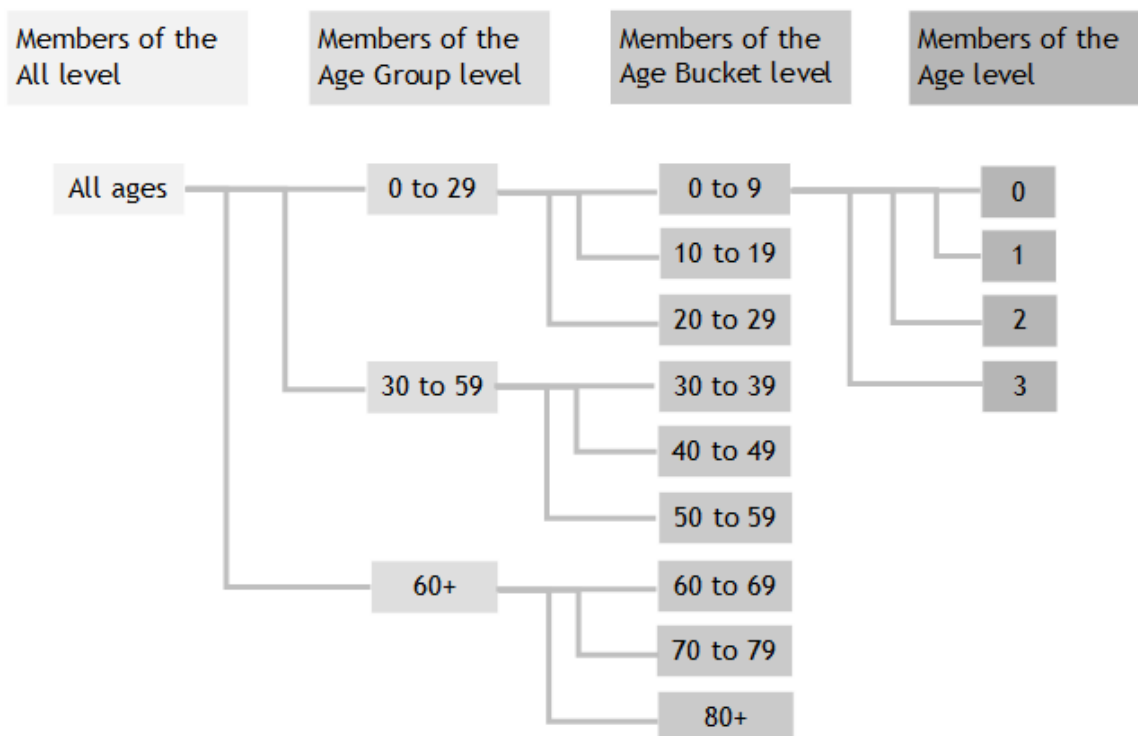 Members of the
All level
Members of the
Age Group level
Members of the
Age Bucket level
Members of the
Age level
All ages
0 to 29
0 to 9
0
10 to 19
1
20 to 29
2
30 to 59
30 to 39
3
40 to 49
50 to 59
60+
60 to 69
70 to 79
80+